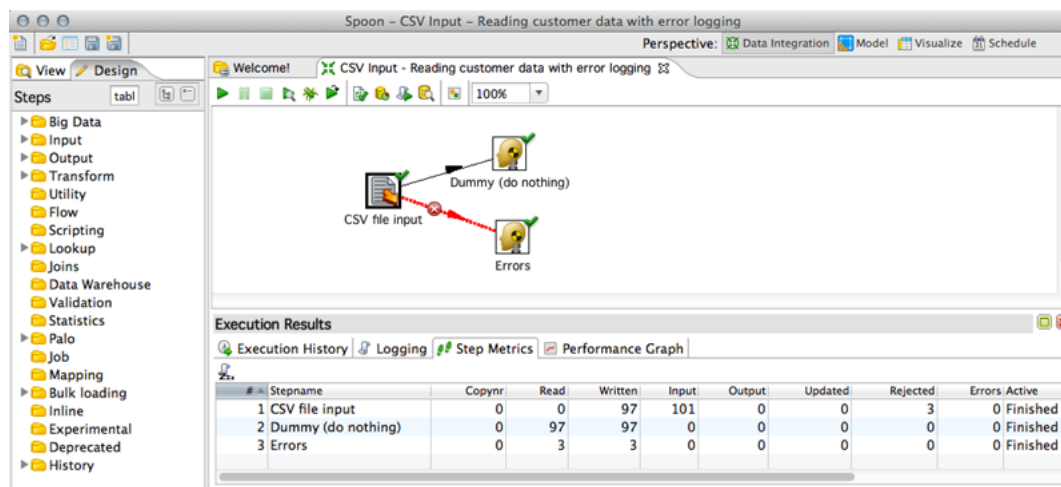 Spoon – CSV Input – Reading customer data with error logging
Perspective: Data Integration Model Visualize Schedule
View Design
Welcome! CSV Input - Reading customer data with error logging
Steps tabl
100%
Big Data
Input
Output
Transform
Utility
Flow
Scripting
Lookup
Joins
Data Warehouse
Validation
Statistics
Palo
Job
Mapping
Bulk loading
Inline
Experimental
Deprecated
History
Dummy (do nothing)
CSV file input
Errors
Execution Results
Execution History Logging Step Metrics Performance Graph
# Stepname Copynr Read Written Input Output Updated Rejected Errors Active
1 CSV file input 0 0 97 101 0 0 3 0 Finished
2 Dummy (do nothing) 0 97 97 0 0 0 0 0 Finished
3 Errors 0 3 3 0 0 0 0 0 Finished